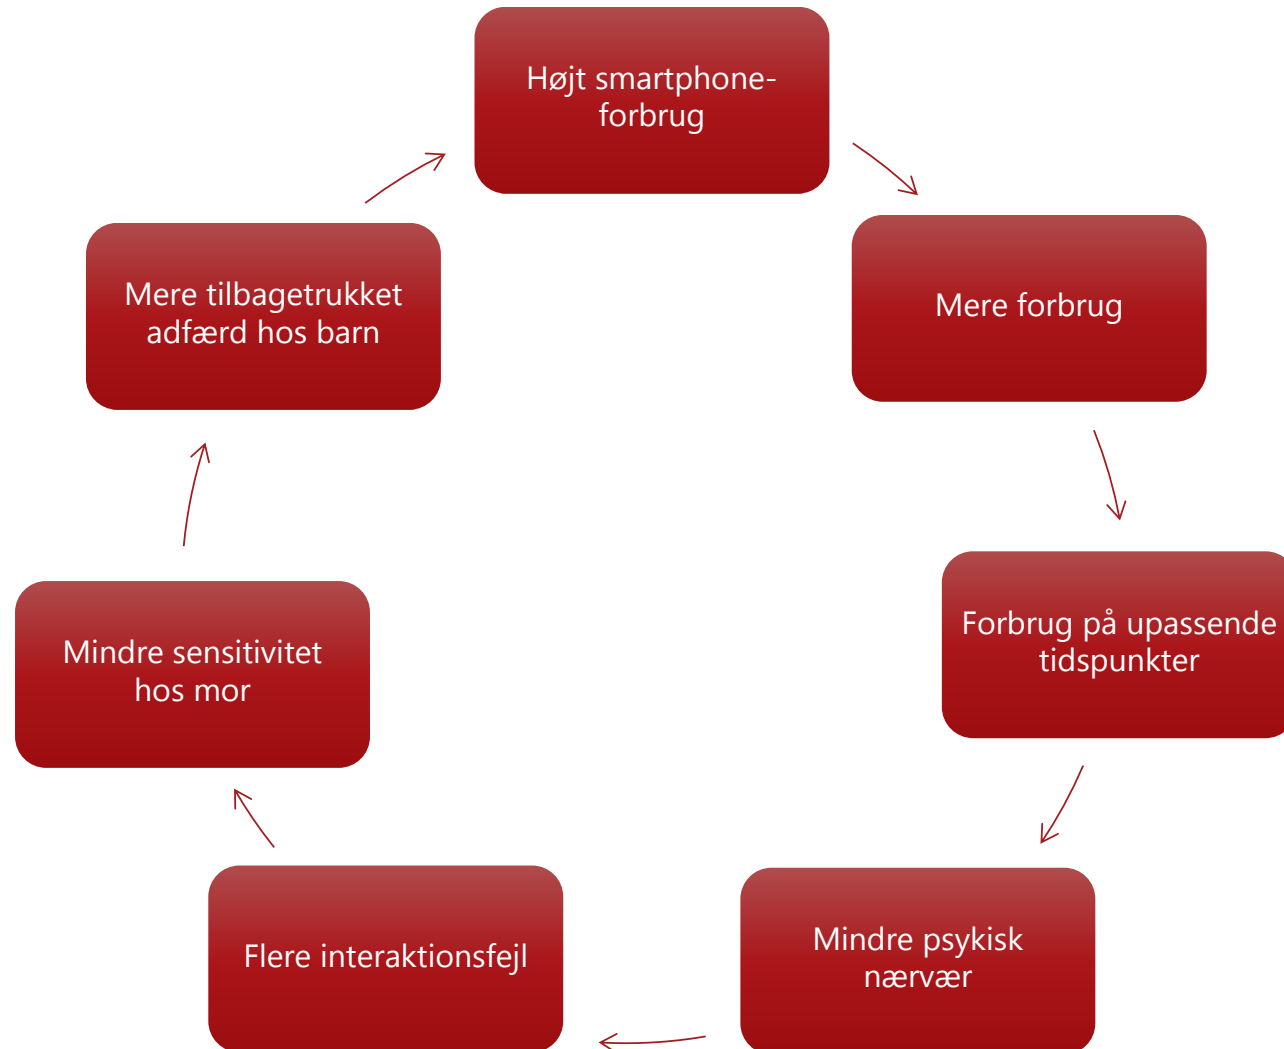 Højt smartphone-
forbrug
Mere forbrug
Forbrug på upassende
tidspunkter
Mindre psykisk
nærvær
Flere interaktionsfejl
Mindre sensitivitet
hos mor
Mere tilbagetrukket
adfærd hos barn